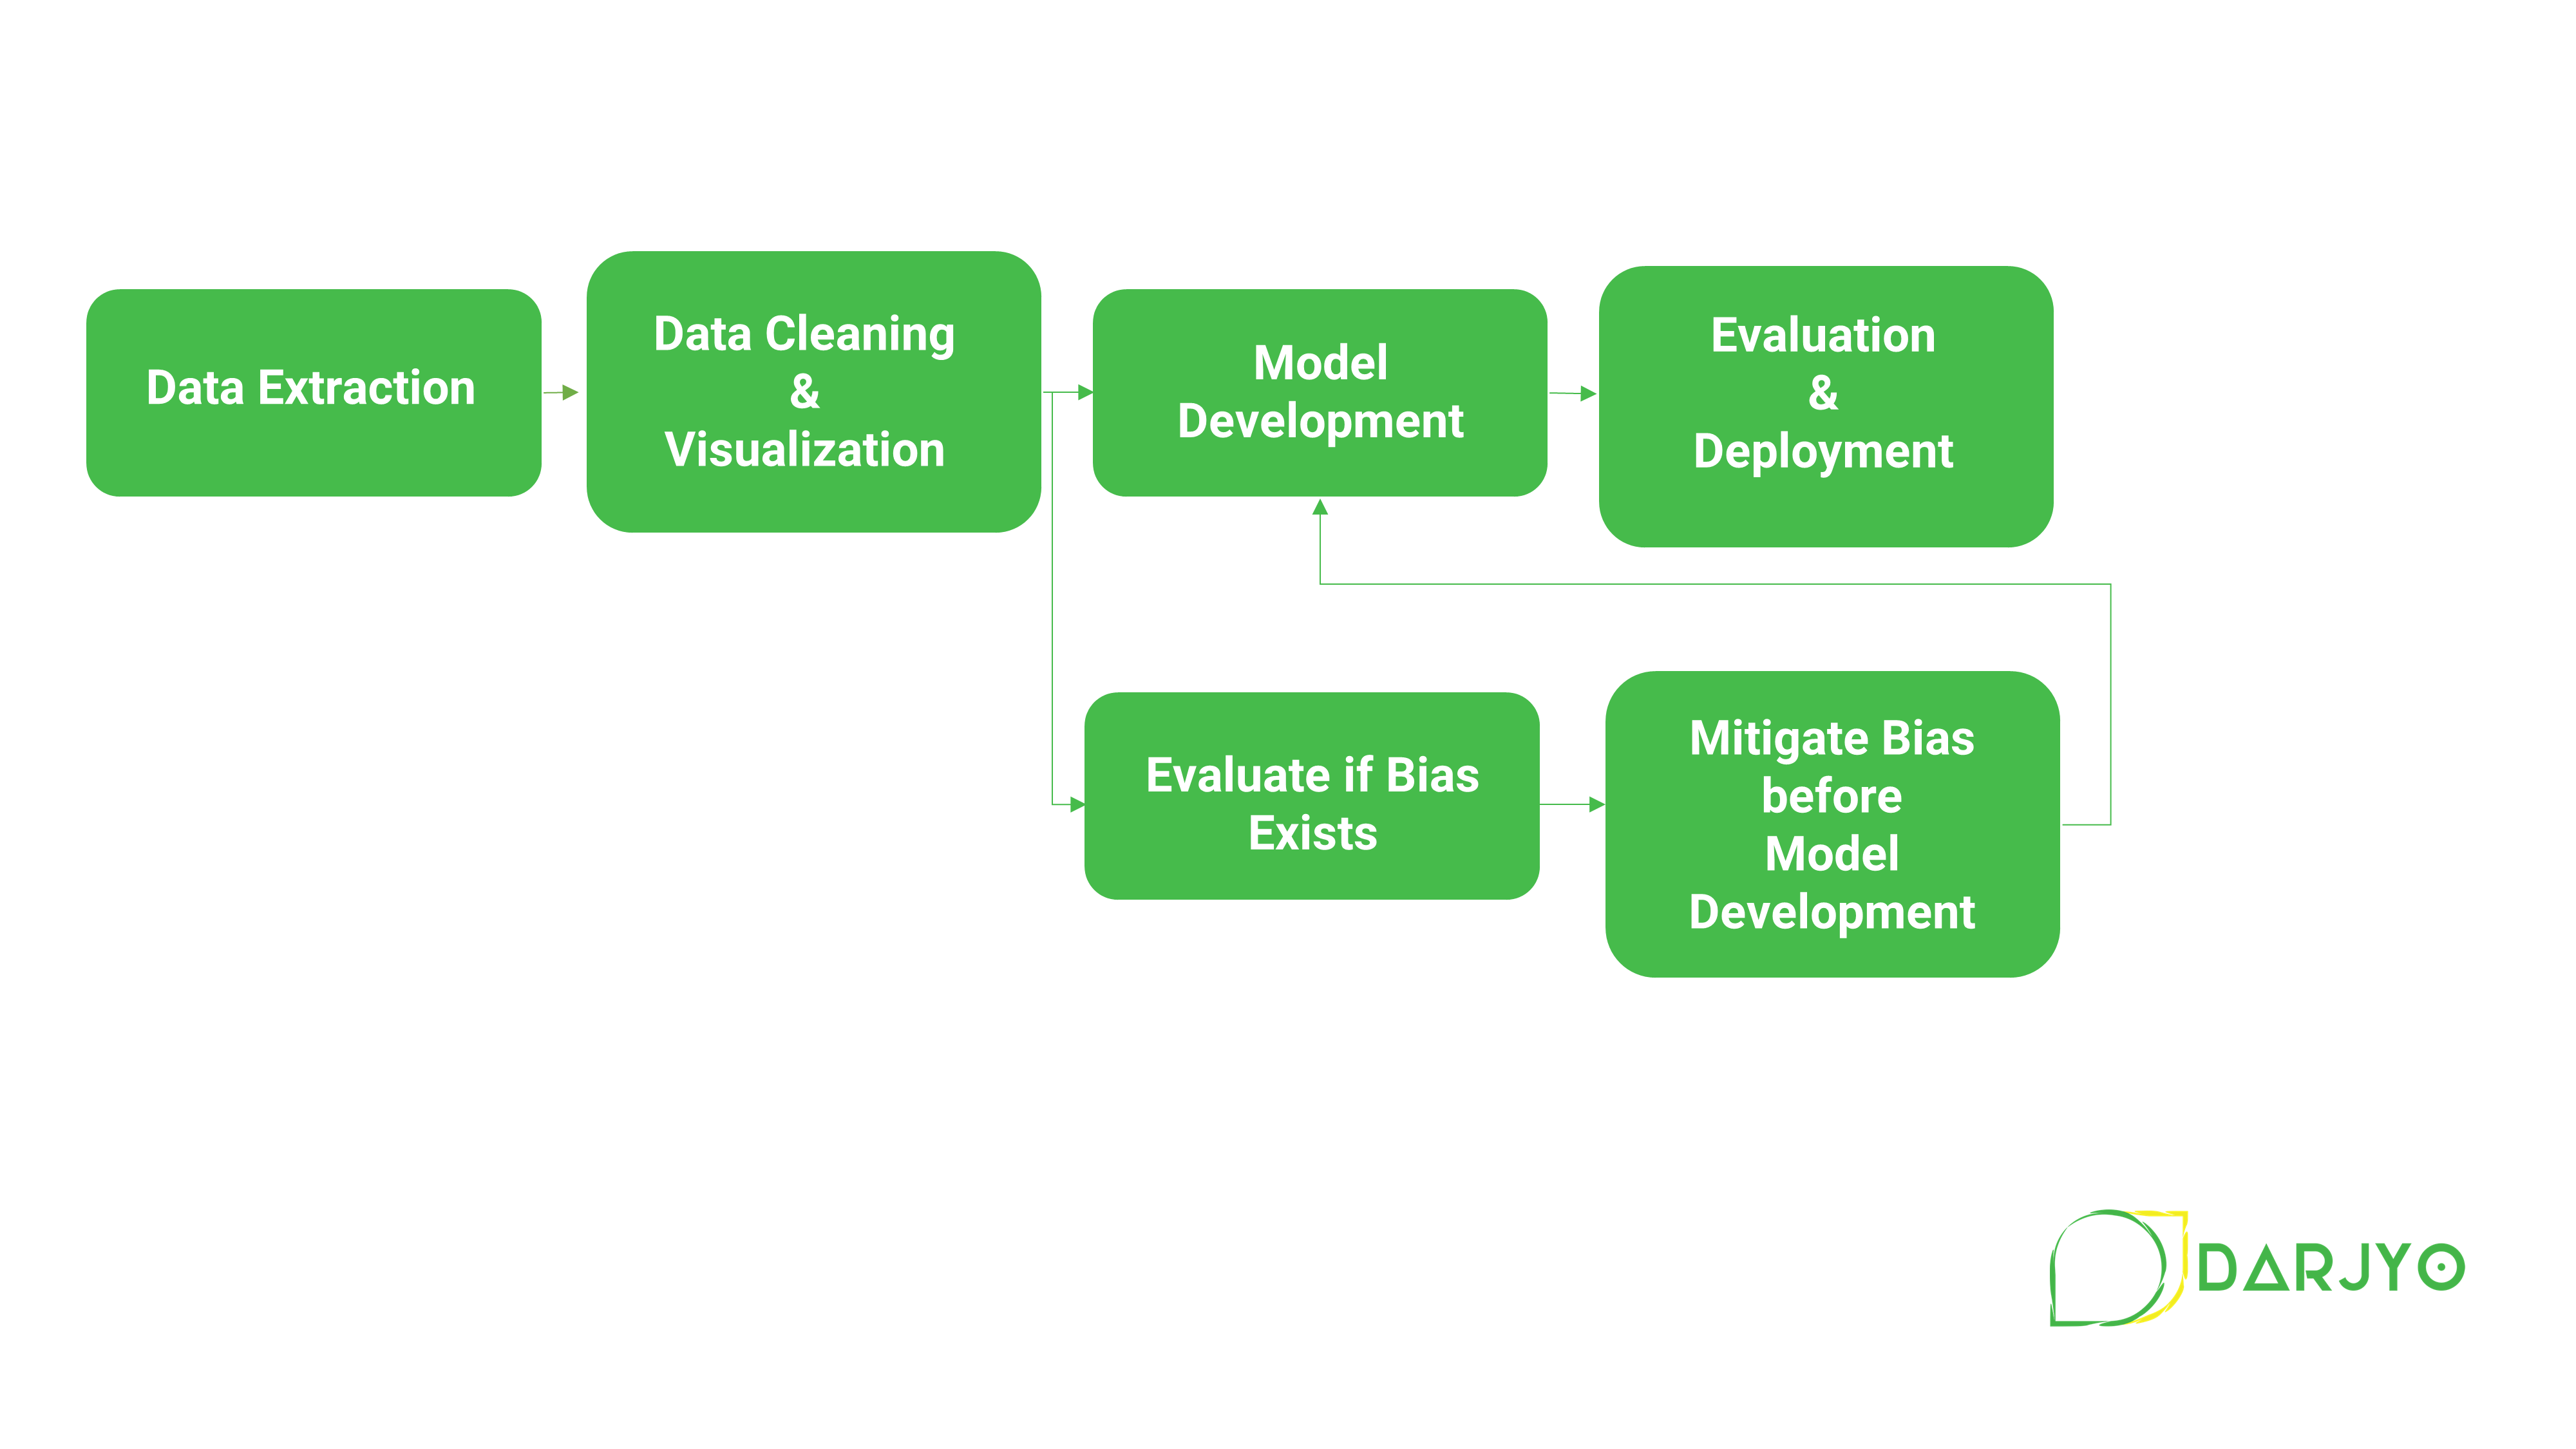 Data Extraction
Data Cleaning
&
Visualization
Model
Development
Evaluation
&
Deployment
Evaluate if Bias
Exists
Mitigate Bias
before
Model
Development
DARJYO